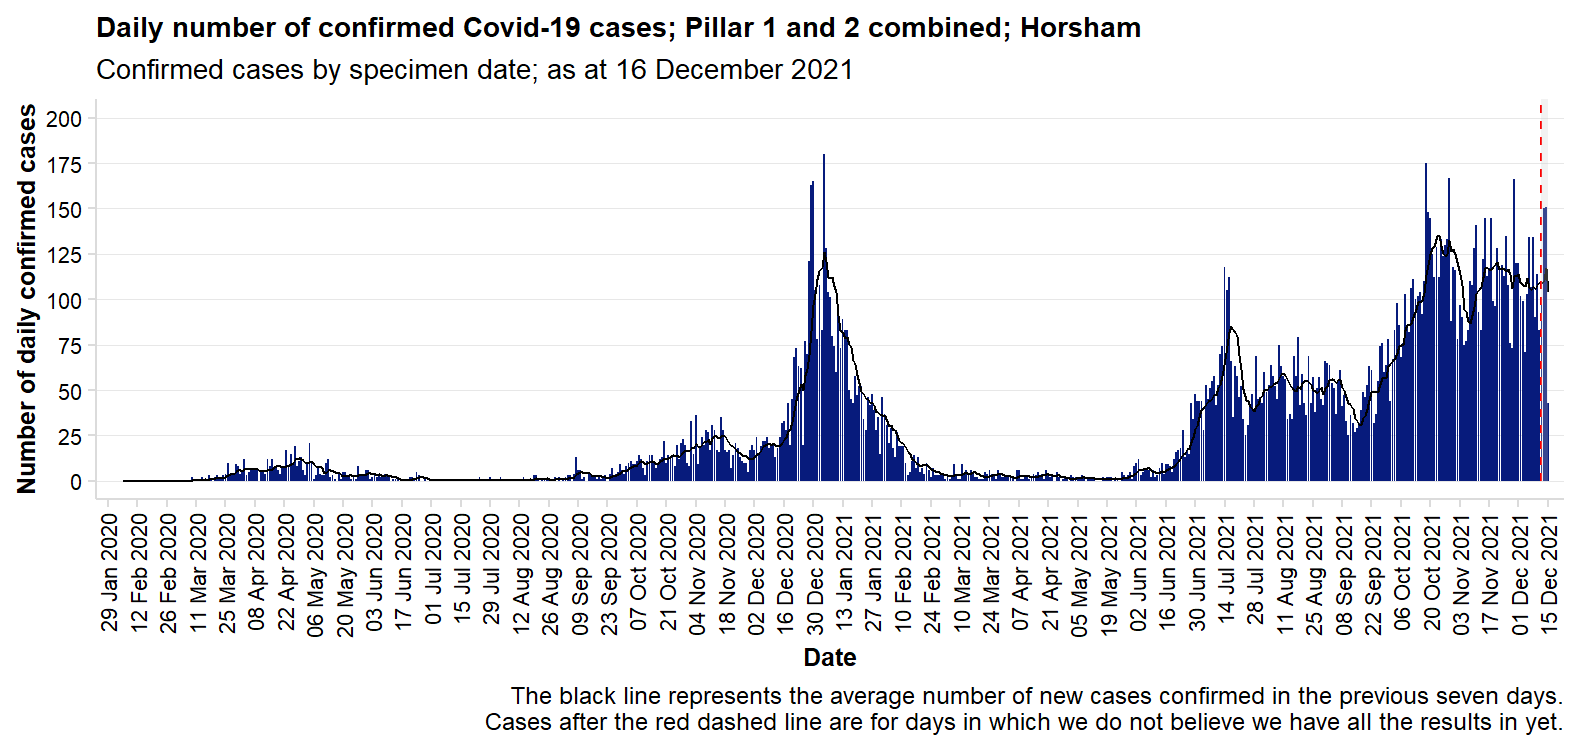 Daily number of confirmed Covid-19 cases; Pillar 1 and 2 combined; Horsham
Confirmed cases by specimen date; as at 16 December 2021
Number of daily confirmed cases
200
175
150
125
100
75
50
25
0
29 Jan 2020
12 Feb 2020
26 Feb 2020
11 Mar 2020
25 Mar 2020
08 Apr 2020
22 Apr 2020
06 May 2020
20 May 2020
03 Jun 2020
17 Jun 2020
01 Jul 2020
15 Jul 2020
29 Jul 2020
12 Aug 2020
26 Aug 2020
09 Sep 2020
23 Sep 2020
07 Oct 2020
21 Oct 2020
04 Nov 2020
18 Nov 2020
02 Dec 2020
16 Dec 2020
30 Dec 2020
13 Jan 2021
27 Jan 2021
10 Feb 2021
24 Feb 2021
10 Mar 2021
24 Mar 2021
07 Apr 2021
21 Apr 2021
05 May 2021
19 May 2021
02 Jun 2021
16 Jun 2021
30 Jun 2021
14 Jul 2021
28 Jul 2021
11 Aug 2021
25 Aug 2021
08 Sep 2021
22 Sep 2021
06 Oct 2021
20 Oct 2021
03 Nov 2021
17 Nov 2021
01 Dec 2021
15 Dec 2021
Date
The black line represents the average number of new cases confirmed in the previous seven days.
Cases after the red dashed line are for days in which we do not believe we have all the results in yet.